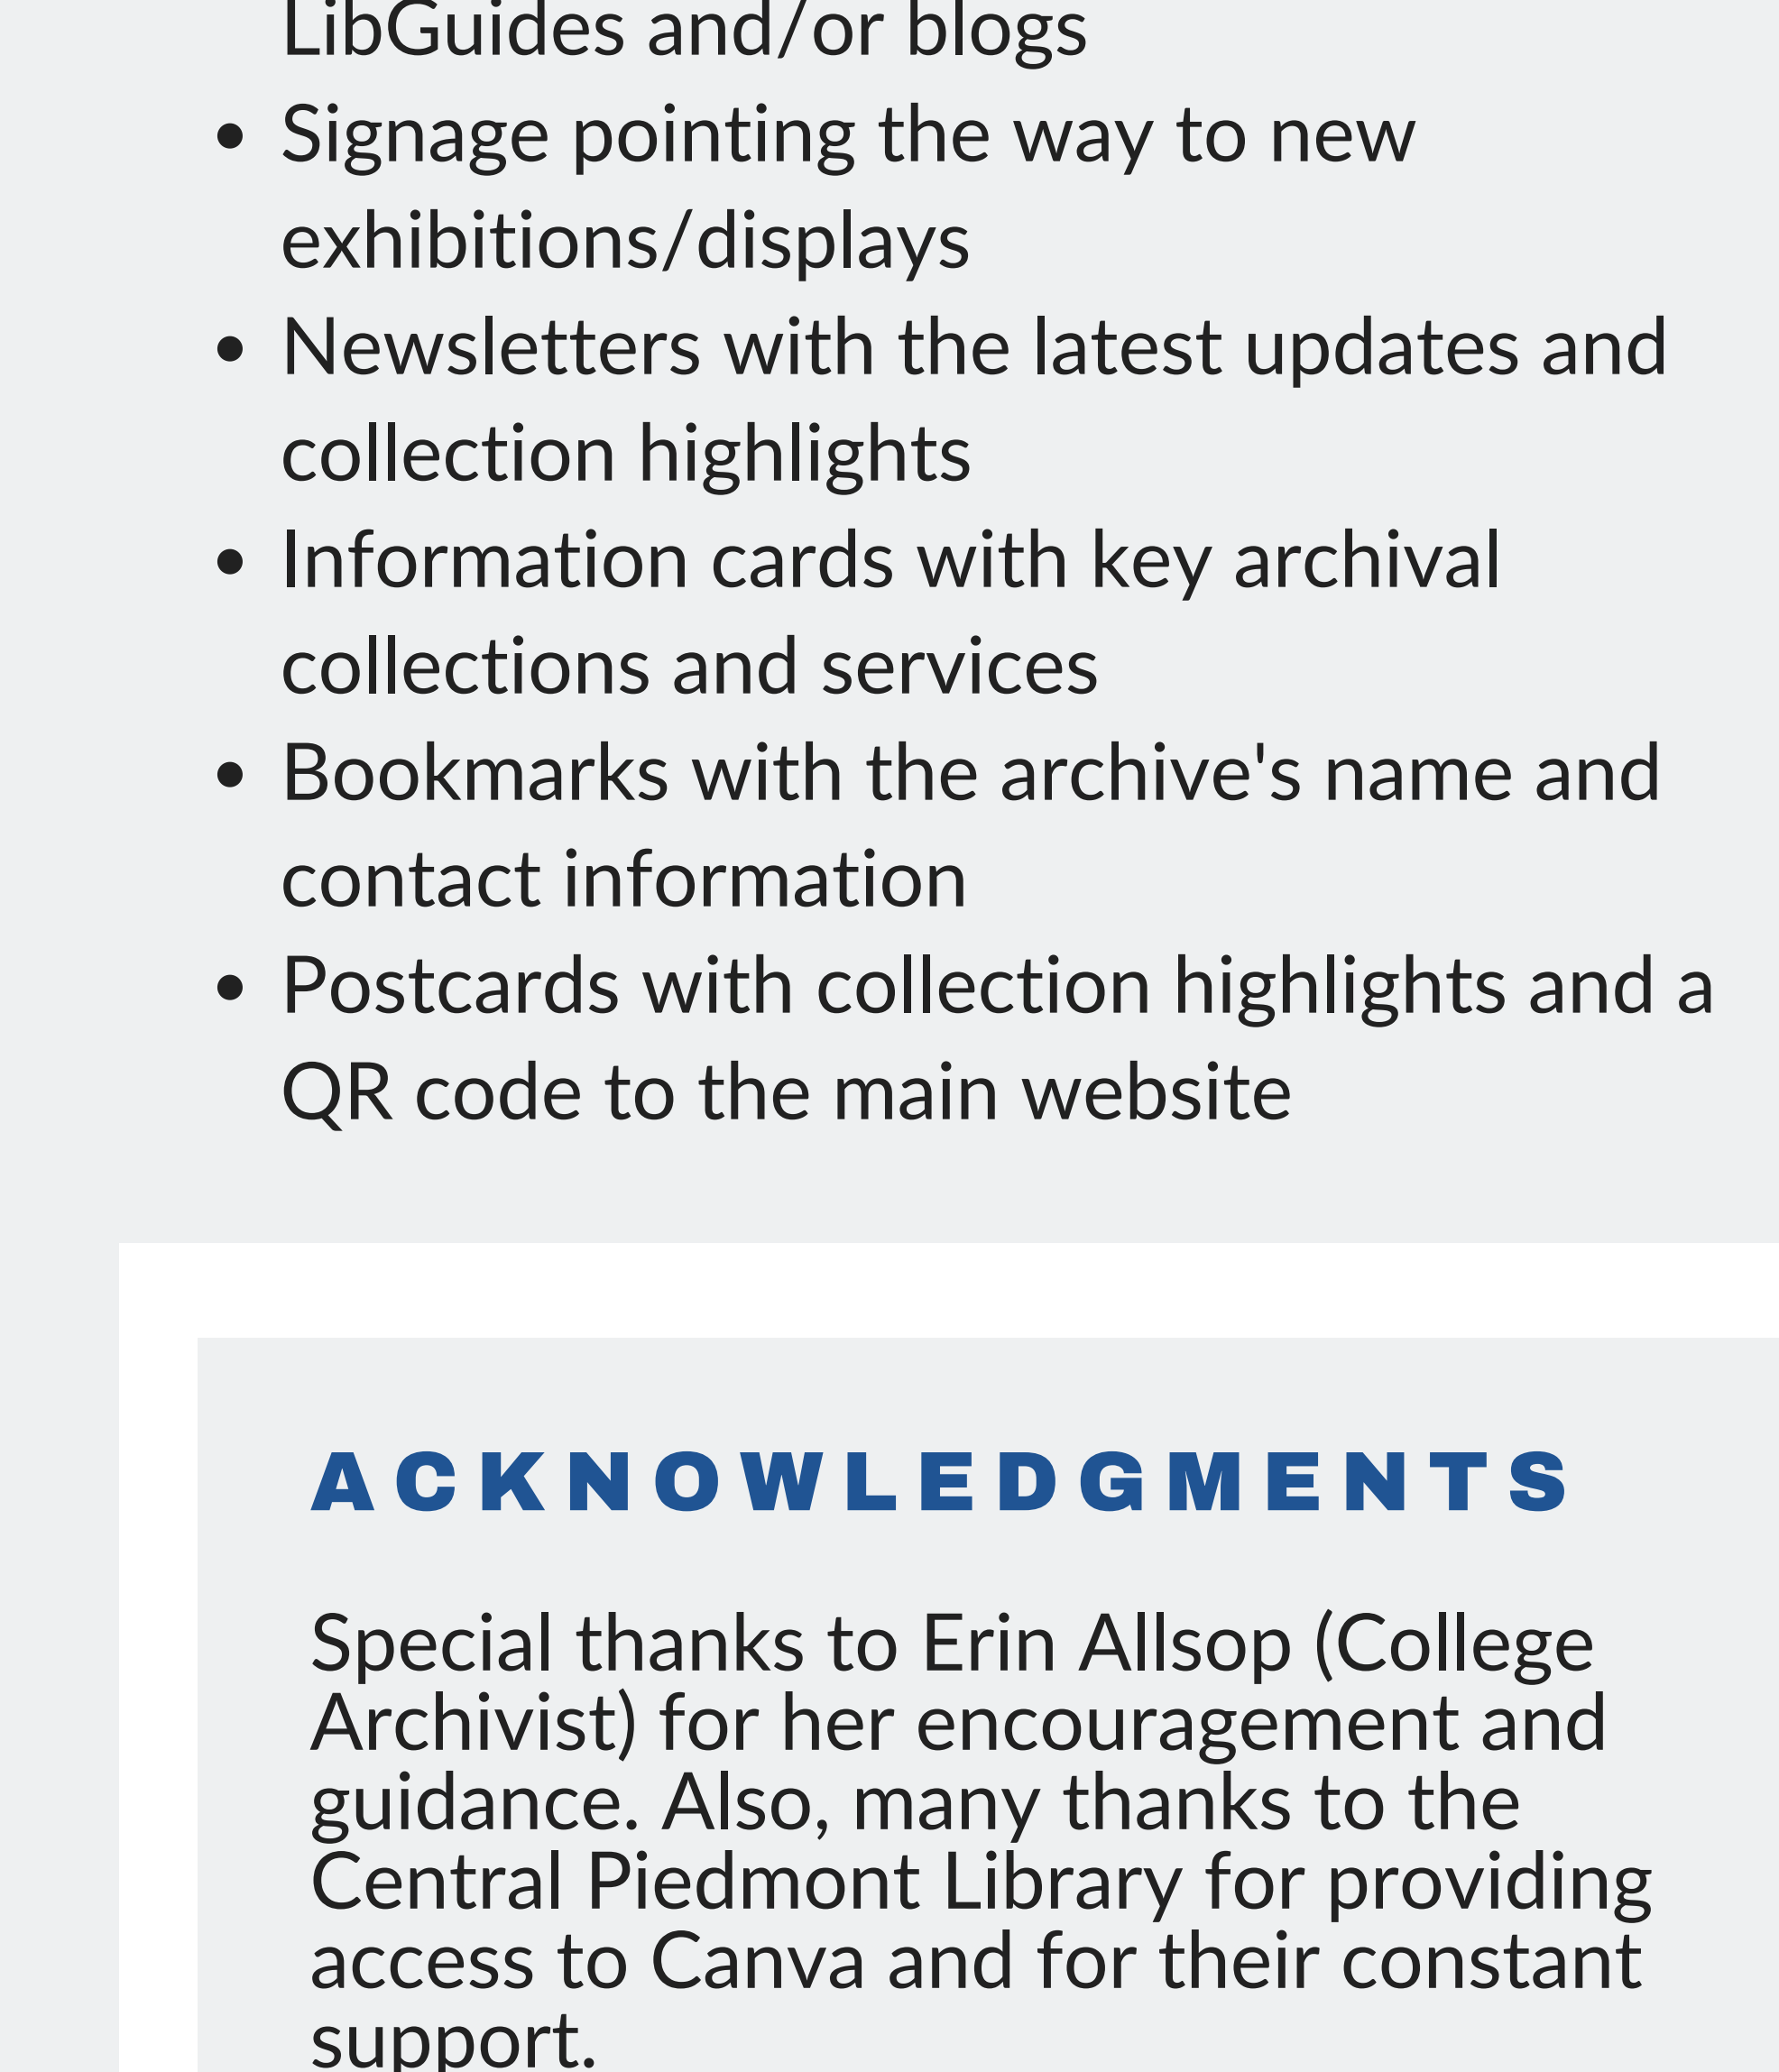 LibGuides and/or blogs
• Signage pointing the way to new
exhibitions/displays
• Newsletters with the latest updates and
collection highlights
• Information cards with key archival
collections and services
• Bookmarks with the archive's name and
contact information
• Postcards with collection highlights and a
QR code to the main website
ACKNOWLEDGMENTS
Special thanks to Erin Allsop (College
Archivist) for her encouragement and
guidance. Also, many thanks to the
Central Piedmont Library for providing
access to Canva and for their constant
support.